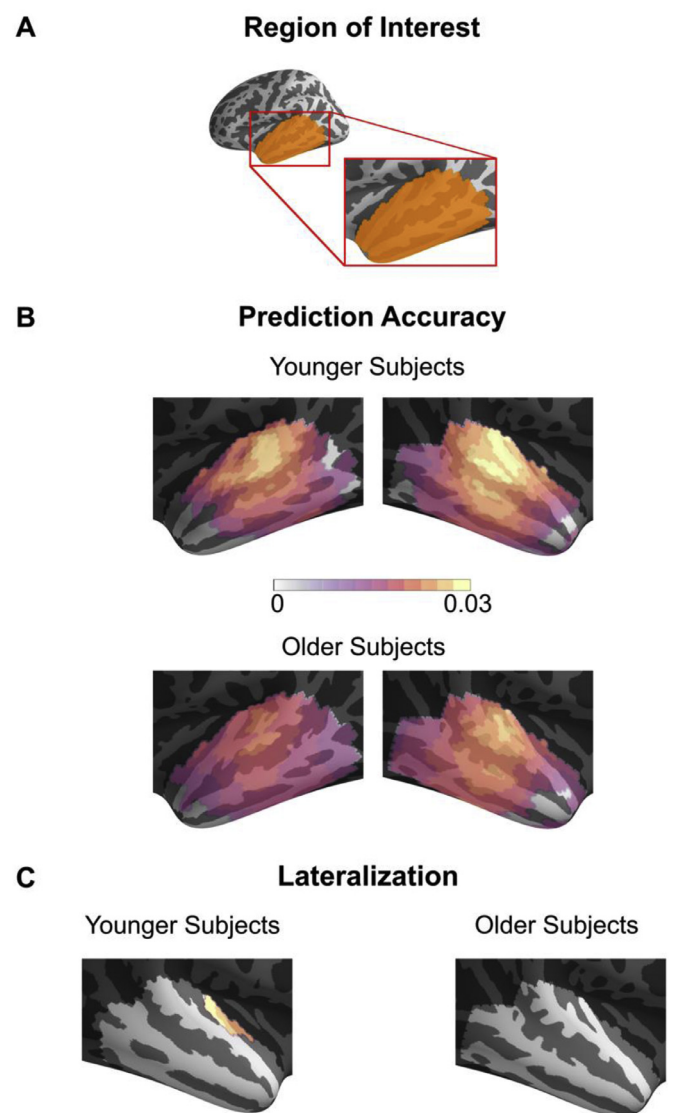 A
Region of Interest
B
Prediction Accuracy
Younger Subjects
0
0.03
Older Subjects
C
Lateralization
Younger Subjects
Older Subjects